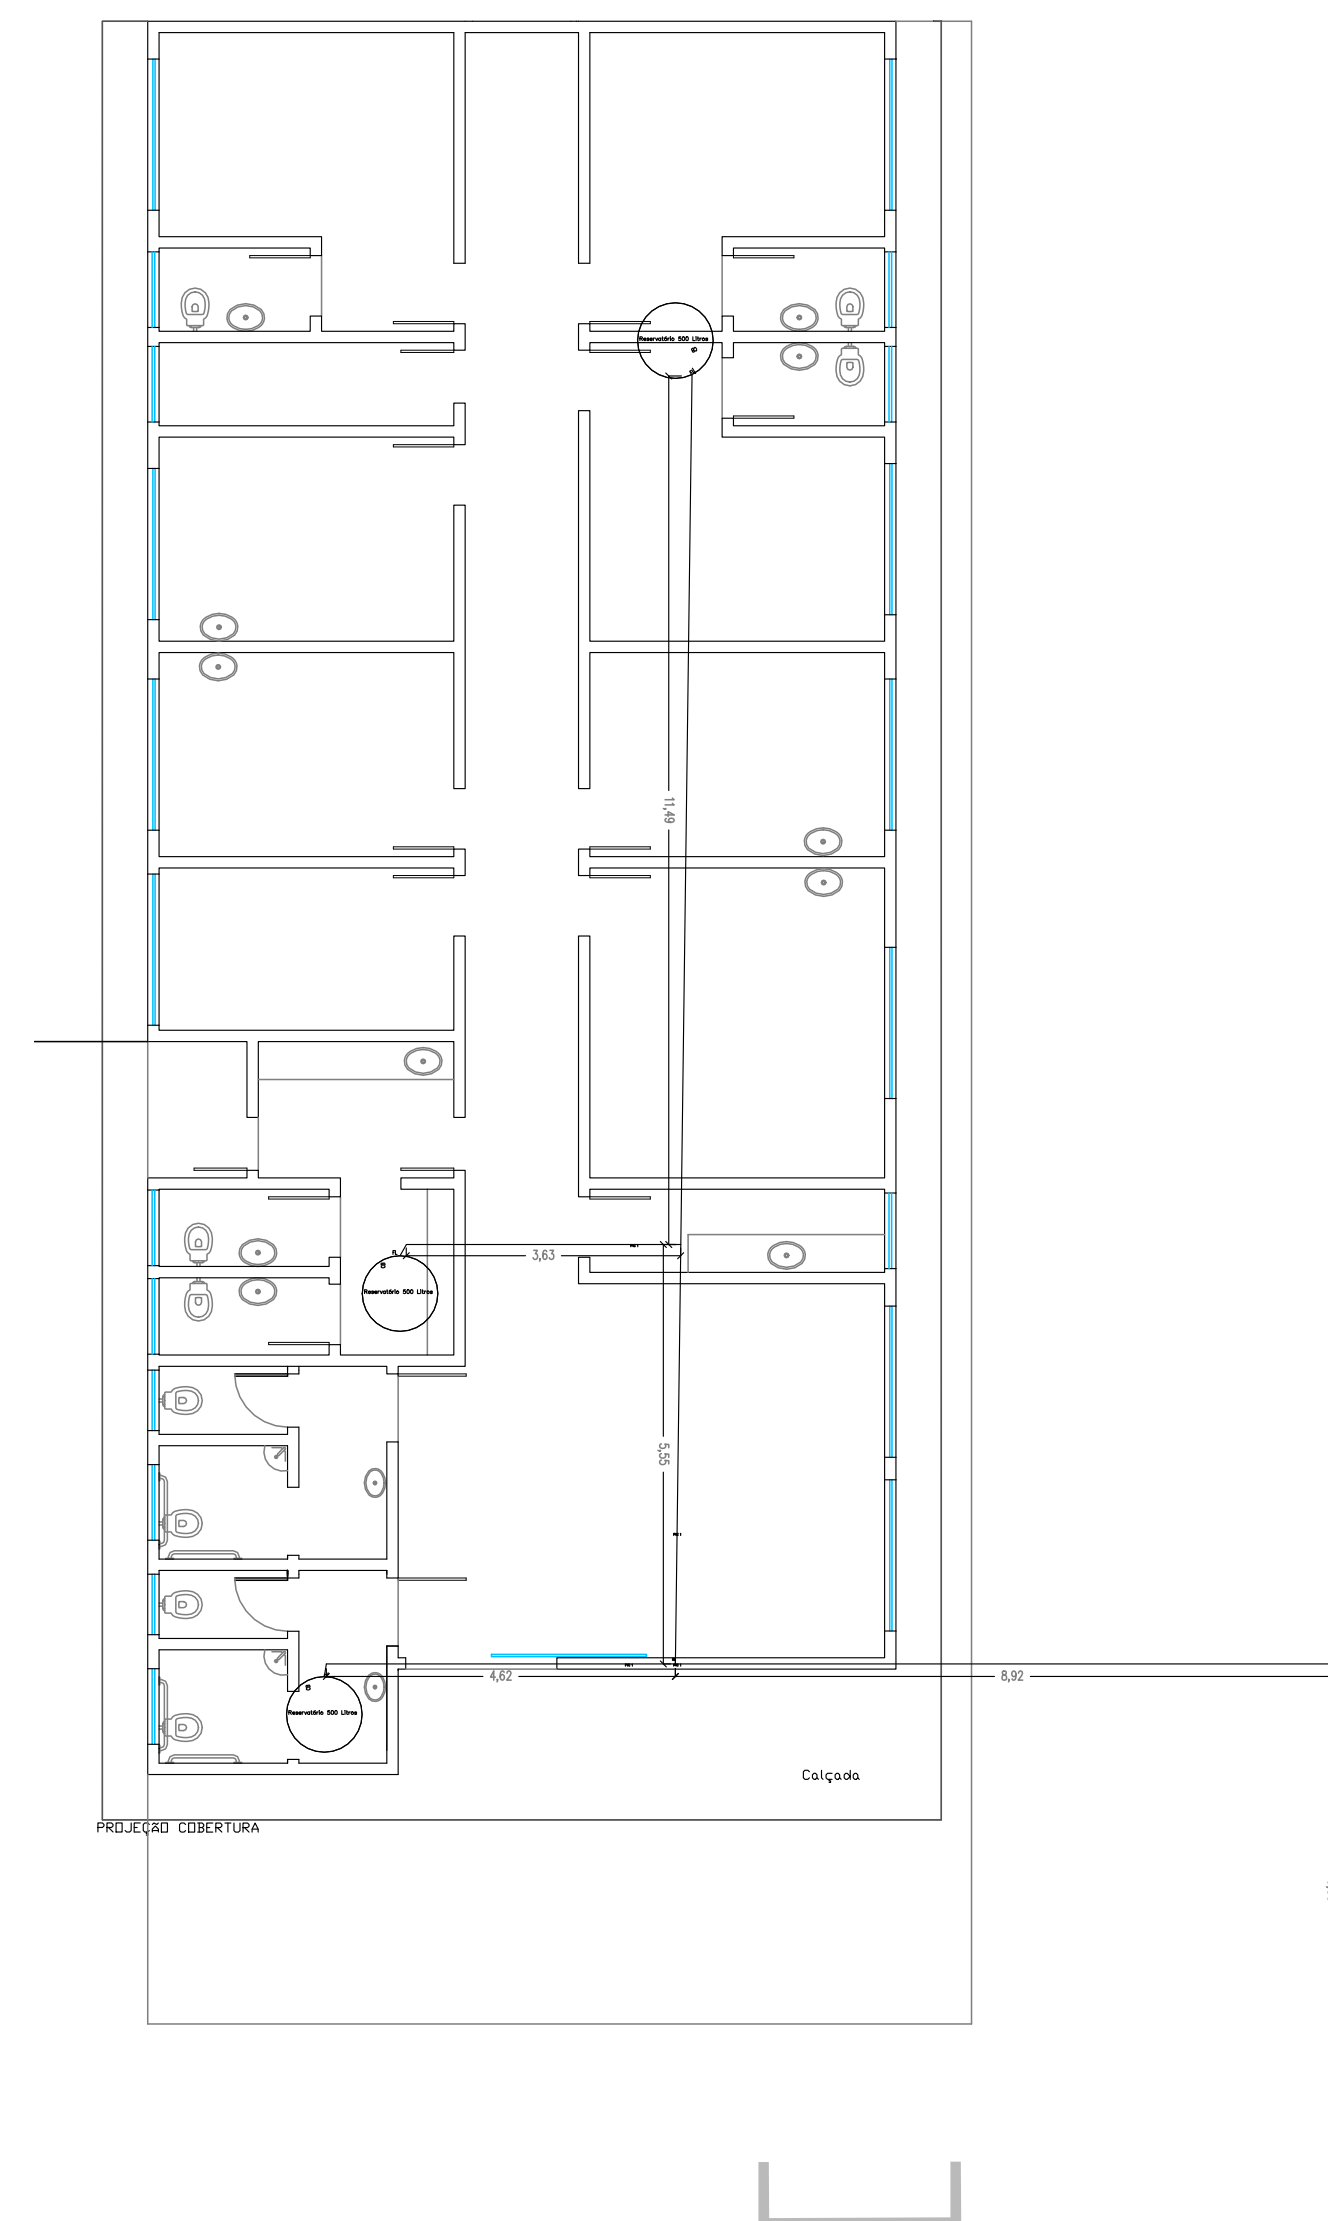 Reservatório 500 Litros
11,49
3,63
Reservatório 500 Litros
5,55
4,62
8,92
Reservatório 500 Litros
Calçada
PROJEÇÃO COBERTURA